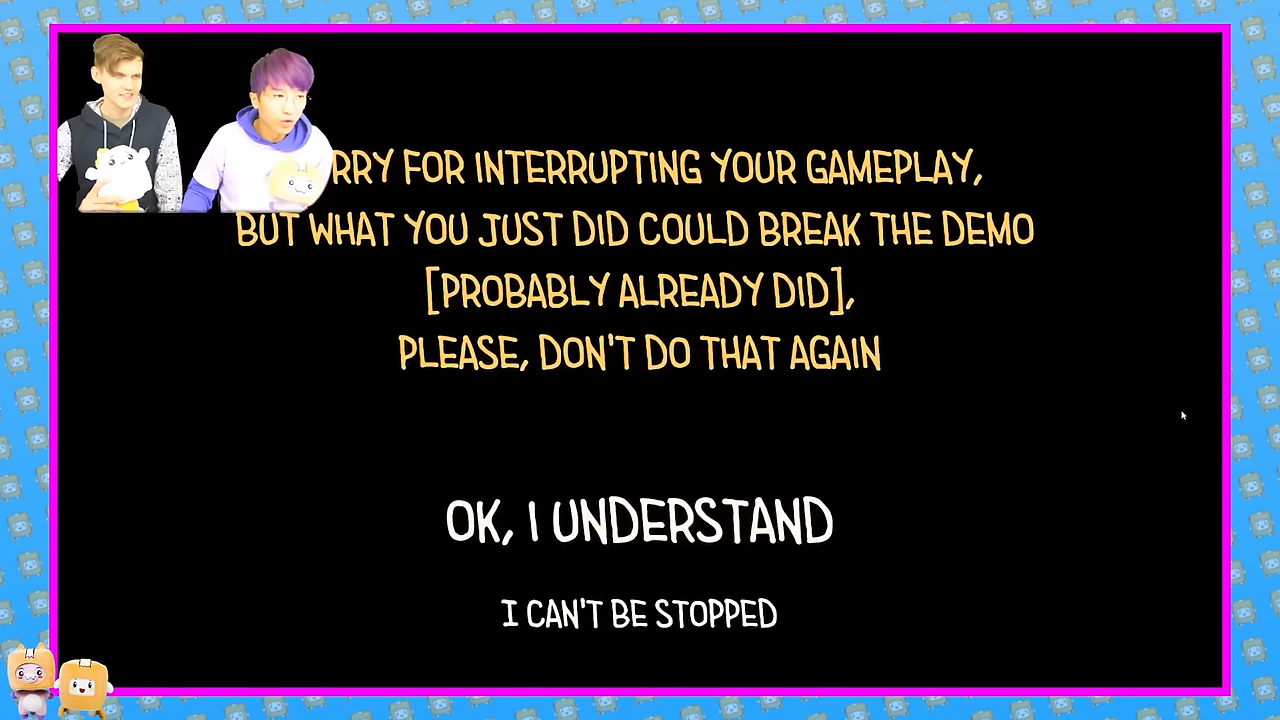 RRY FOR INTERRUPTING YOUR GAMEPLAY,
BUT WHAT YOU JUST DID COULD BREAK THE DEMO
[PROBABLY ALREADY DID],
PLEASE, DON'T DO THAT AGAIN
OK, I UNDERSTAND
I CAN'T BE STOPPED